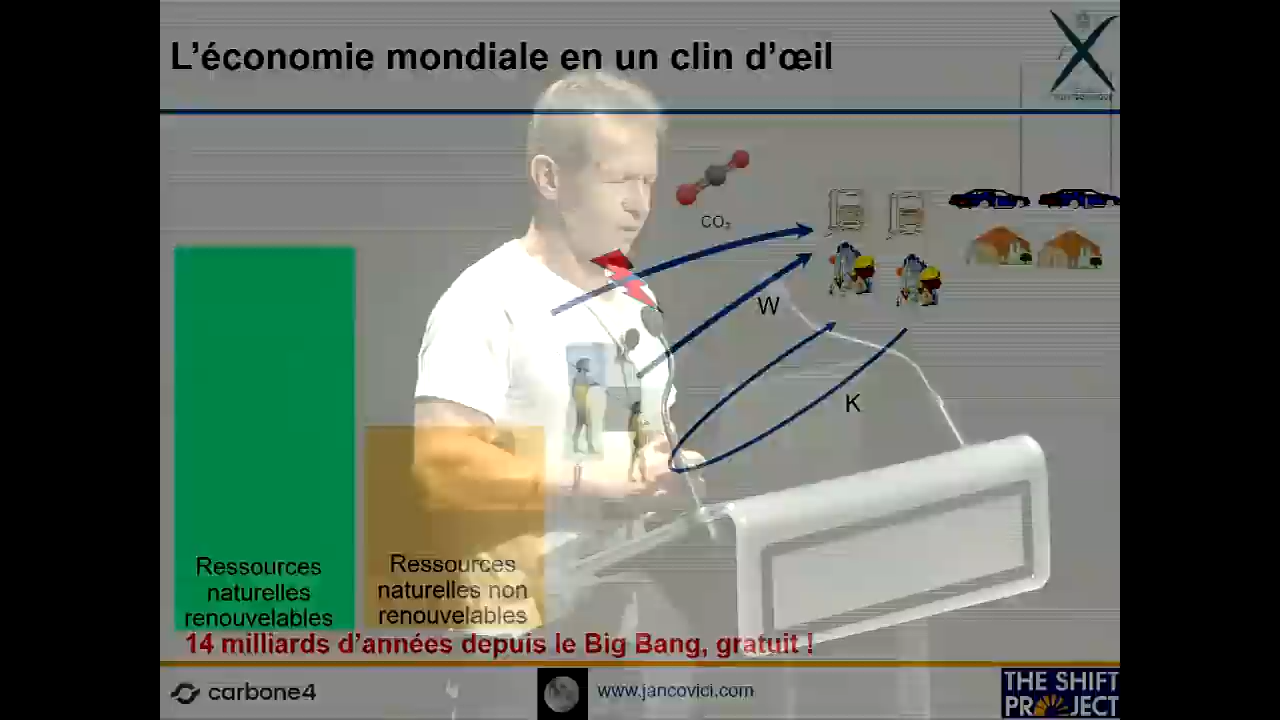 L'économie mondiale en un clin d'œil
CO₂
W
K
Ressources
naturelles
renouvelables
Ressources
naturelles non
renouvelables
14 milliards d'années depuis le Big Bang, gratuit !
carbone4
www.jancovici.com
THE SHIFT
PROJECT